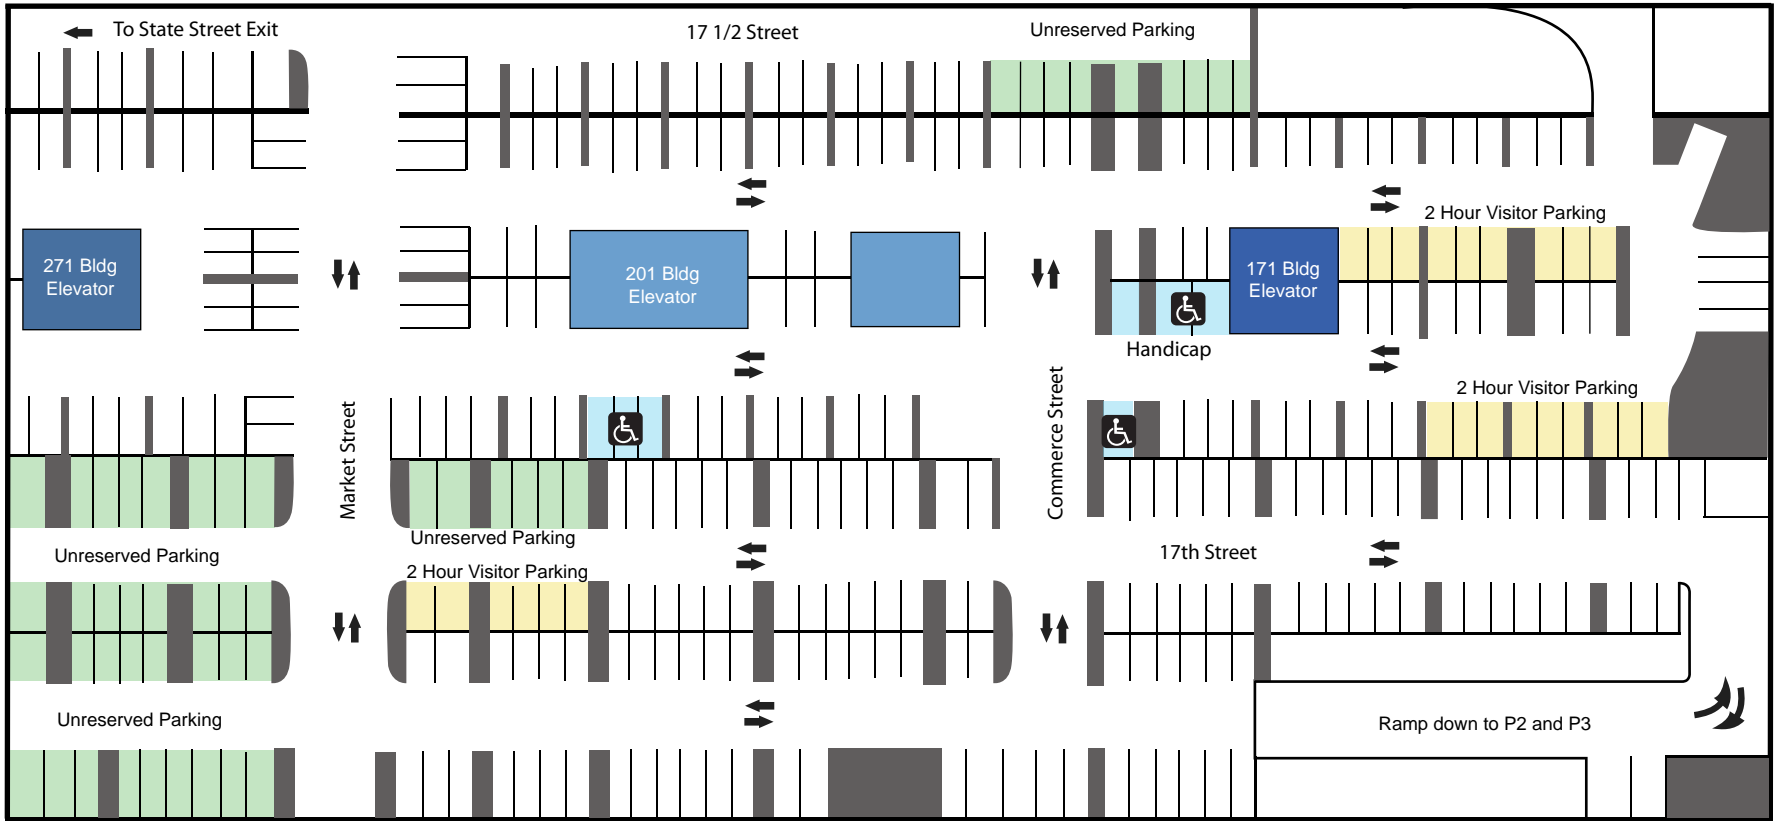 To State Street Exit
17 1/2 Street
Unreserved Parking
2 Hour Visitor Parking
271 Bldg
Elevator
201 Bldg
Elevator
171 Bldg
Elevator
Handicap
2 Hour Visitor Parking
Market Street
Commerce Street
Unreserved Parking
17th Street
Unreserved Parking
2 Hour Visitor Parking
Unreserved Parking
Ramp down to P2 and P3